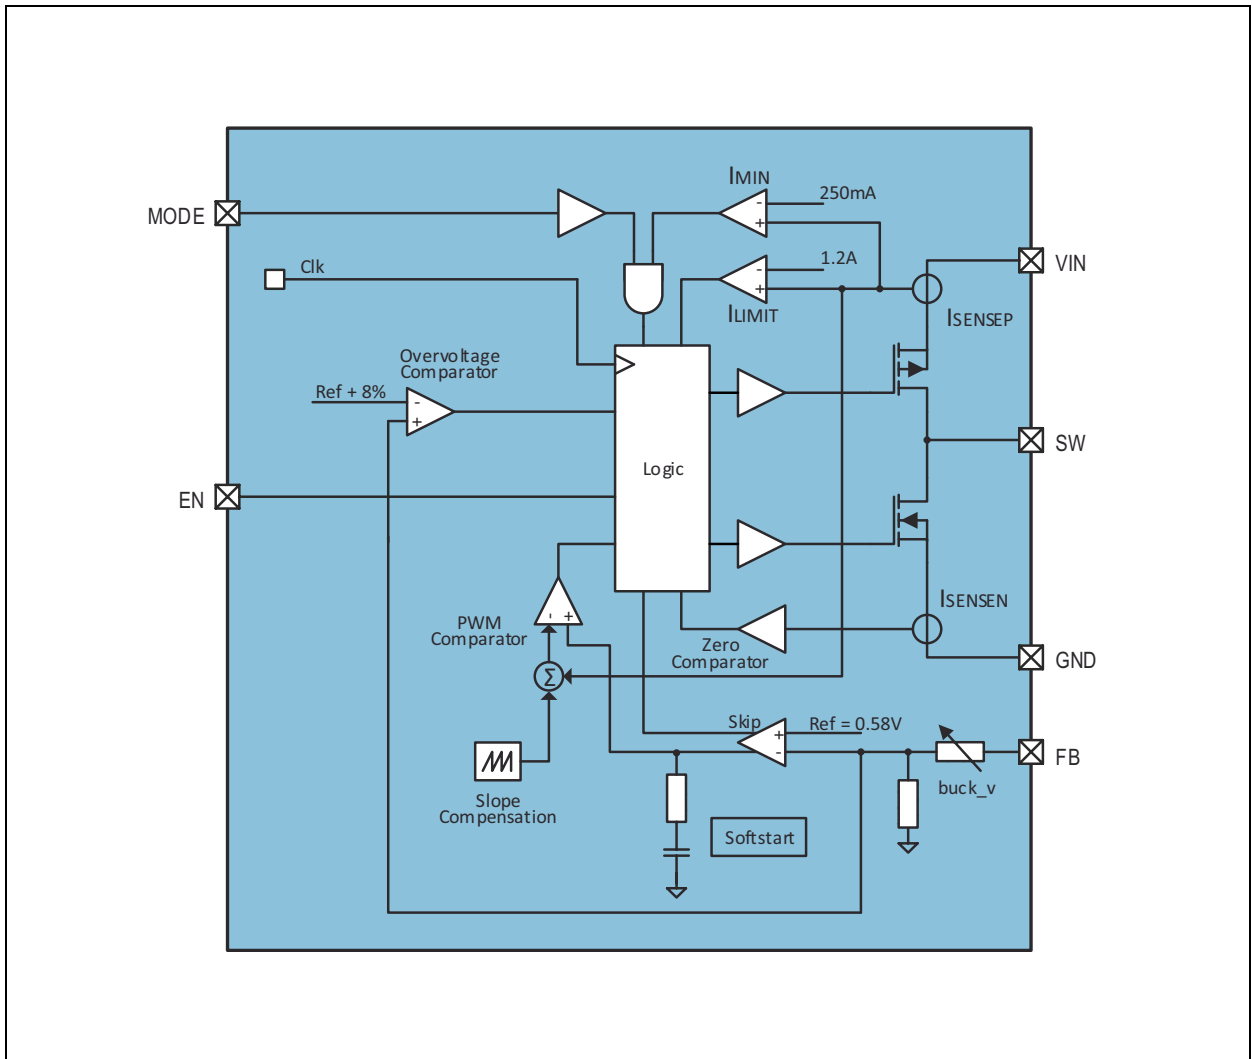 IMIN
250mA
MODE
1.2A
VIN
Clk
ILIMIT
ISENSEP
Overvoltage
Comparator
Ref + 8%
-
+
-
+
-
+
SW
Logic
EN
ISENSEN
- +
PWM
Comparator
Zero
Comparator
GND
Σ
Skip
Ref = 0.58V
+
-
FB
buck_v
Slope
Compensation
Softstart